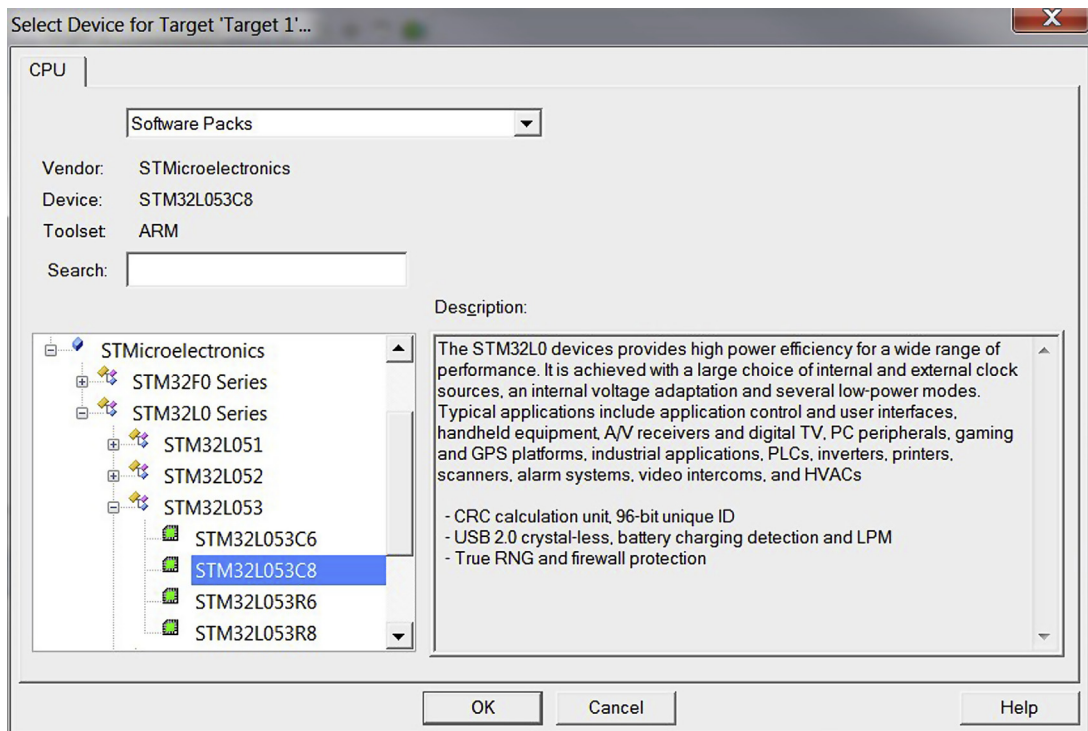 Select Device for Target 'Target 1'...
X
CPU
Software Packs
Vendor: STMicroelectronics
Device: STM32L053C8
Toolset: ARM
Search:
Description:
STMicroelectronics
STM32F0 Series
STM32L0 Series
STM32L051
STM32L052
STM32L053
STM32L053C6
STM32L053C8
STM32L053R6
STM32L053R8
The STM32L0 devices provides high power efficiency for a wide range of
performance. It is achieved with a large choice of internal and external clock
sources, an internal voltage adaptation and several low-power modes.
Typical applications include application control and user interfaces,
handheld equipment, A/V receivers and digital TV, PC peripherals, gaming
and GPS platforms, industrial applications, PLCs, inverters, printers,
scanners, alarm systems, video intercoms, and HVACs
- CRC calculation unit, 96-bit unique ID
- USB 2.0 crystal-less, battery charging detection and LPM
- True RNG and firewall protection
OK Cancel Help